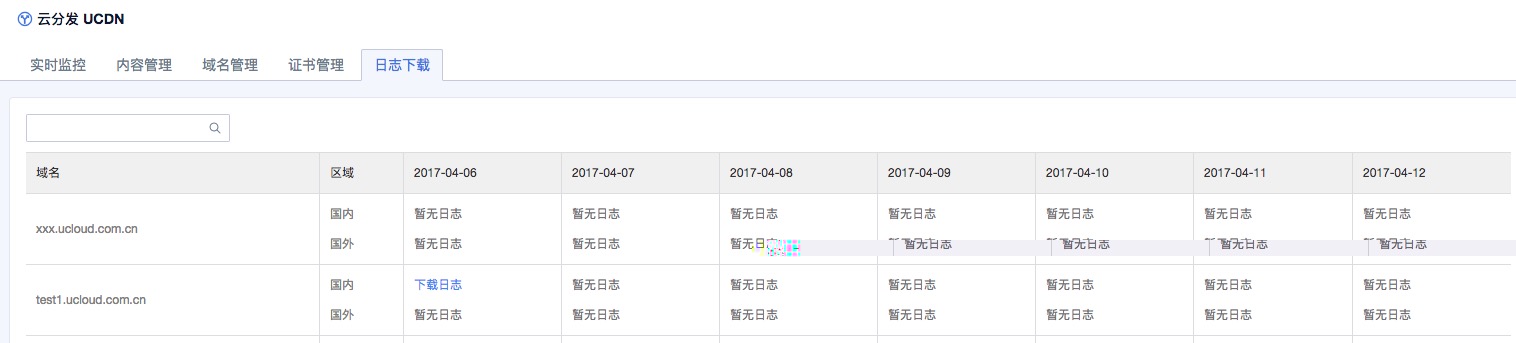 云分发 UCDN
实时监控 内容管理 域名管理 证书管理 日志下载
域名 区域 2017-04-06 2017-04-07 2017-04-08 2017-04-09 2017-04-10 2017-04-11 2017-04-12
国内 暂无日志 暂无日志 暂无日志 暂无日志 暂无日志 暂无日志 暂无日志
xxx.ucloud.com.cn
国外 暂无日志 暂无日志 暂无日志 暂无日志 暂无日志 暂无日志
国内 下载日志 暂无日志 暂无日志 暂无日志 暂无日志 暂无日志 暂无日志
test1.ucloud.com.cn
国外 暂无日志 暂无日志 暂无日志 暂无日志 暂无日志 暂无日志 暂无日志